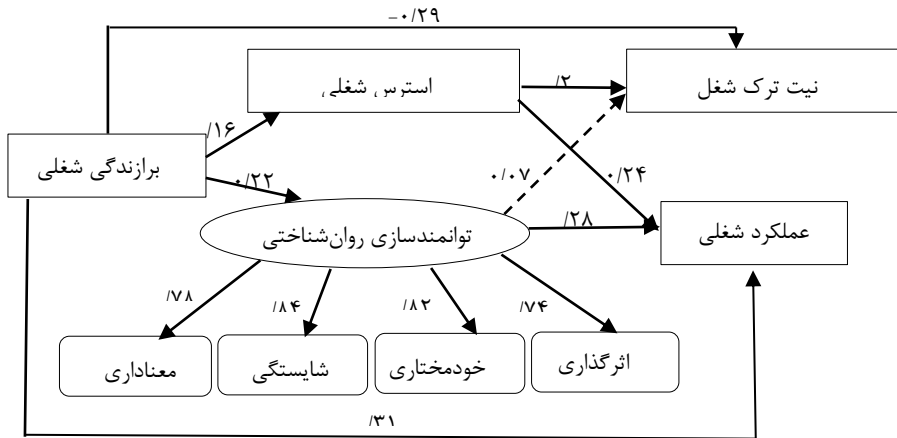 -۰/۲۹
استرس شغلی
/۲
نیت ترک شغل
/۱۶
برازندگی شغلی
۰/۲۲
۰/۰۷
۰/۲۴
توانمندسازی روان‌شناختی
/۲۸
عملکرد شغلی
/۷۸
/۸۴
/۸۲
/۷۴
معناداری
شایستگی
خودمختاری
اثرگذاری
/۳۱